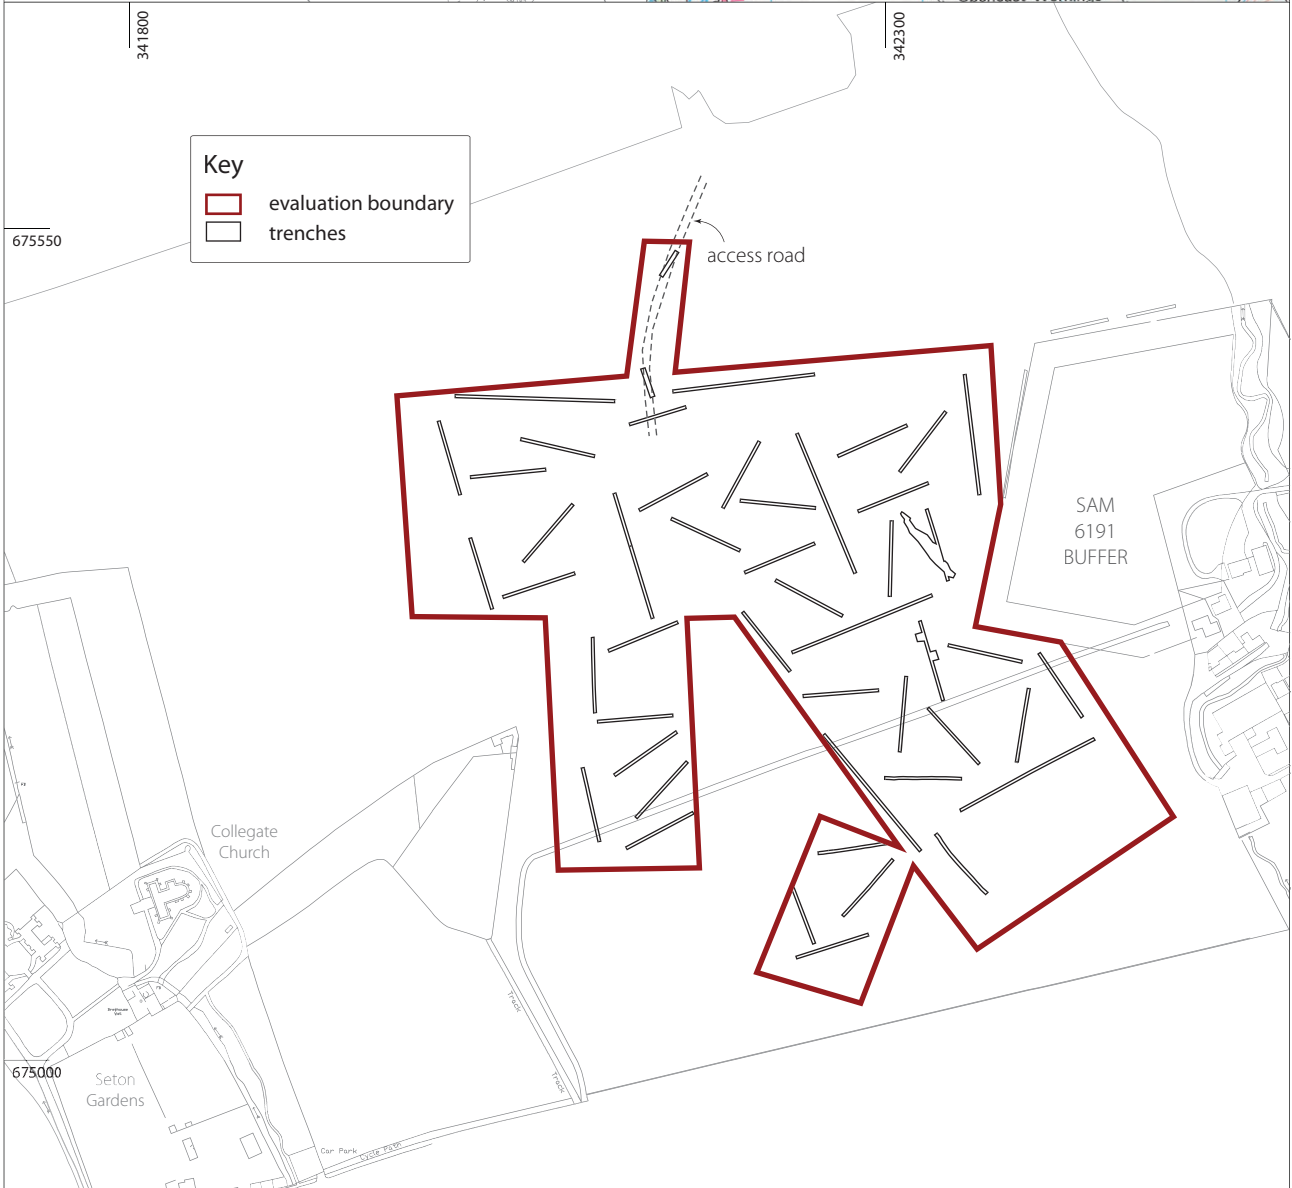 341800
342300
Key
evaluation boundary
trenches
675550
access road
SAM
6191
BUFFER
Collegate
Church
Track
675000
Seton
Gardens
Track
Car Park
Cycle Path